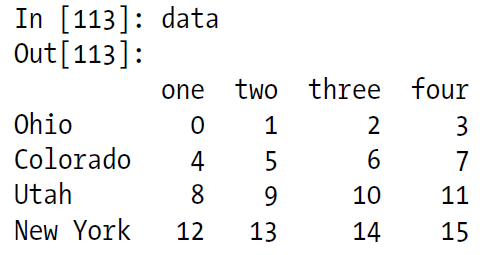 In [113]: data
Out[113]:
one two three four
Ohio 0 1 2 3
Colorado 4 5 6 7
Utah 8 9 10 11
New York 12 13 14 15